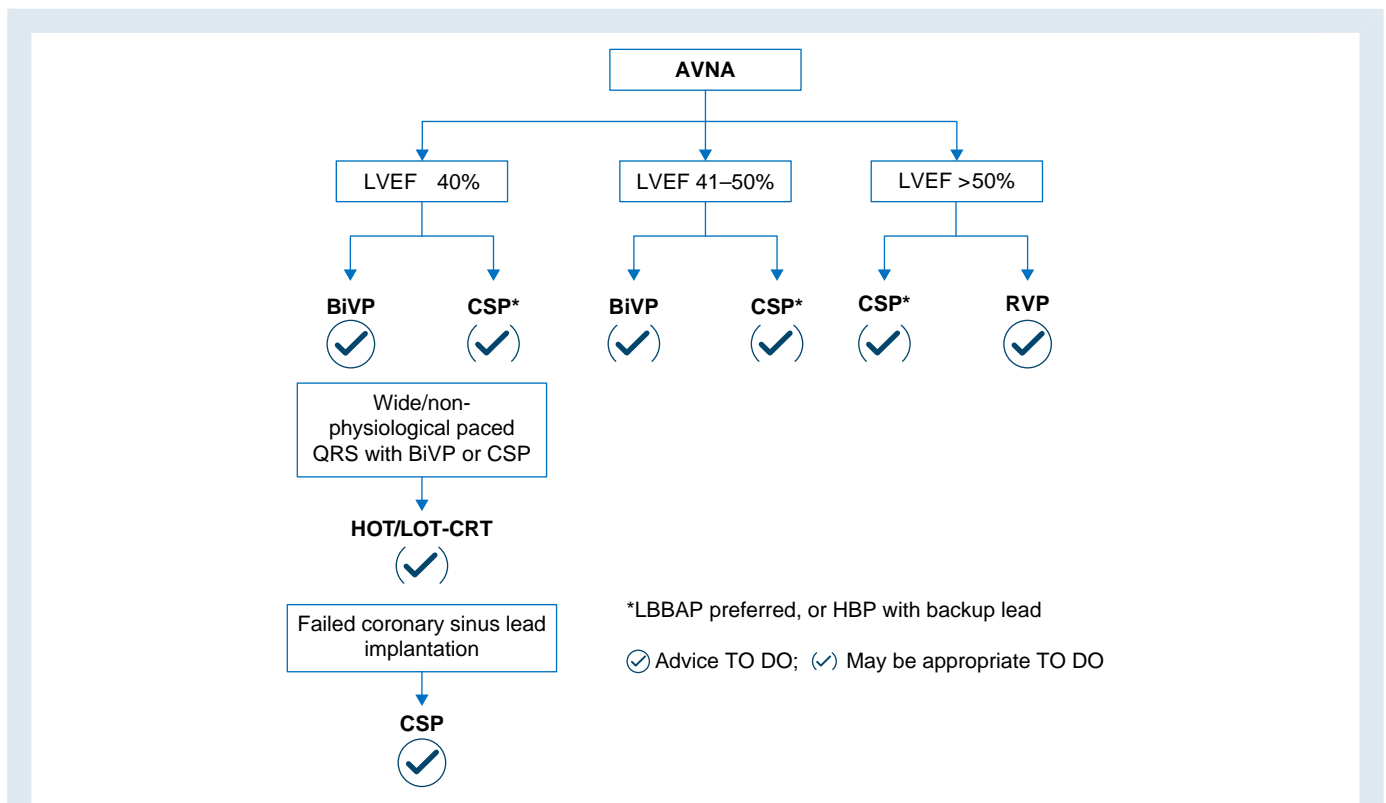 AVNA
LVEF 40%
LVEF 41–50%
LVEF >50%
BiVP
CSP*
BiVP
CSP*
CSP*
RVP
Wide/non-
physiological paced
QRS with BiVP or CSP
HOT/LOT-CRT
Failed coronary sinus lead
implantation
CSP
*LBBAP preferred, or HBP with backup lead
Advice TO DO; May be appropriate TO DO